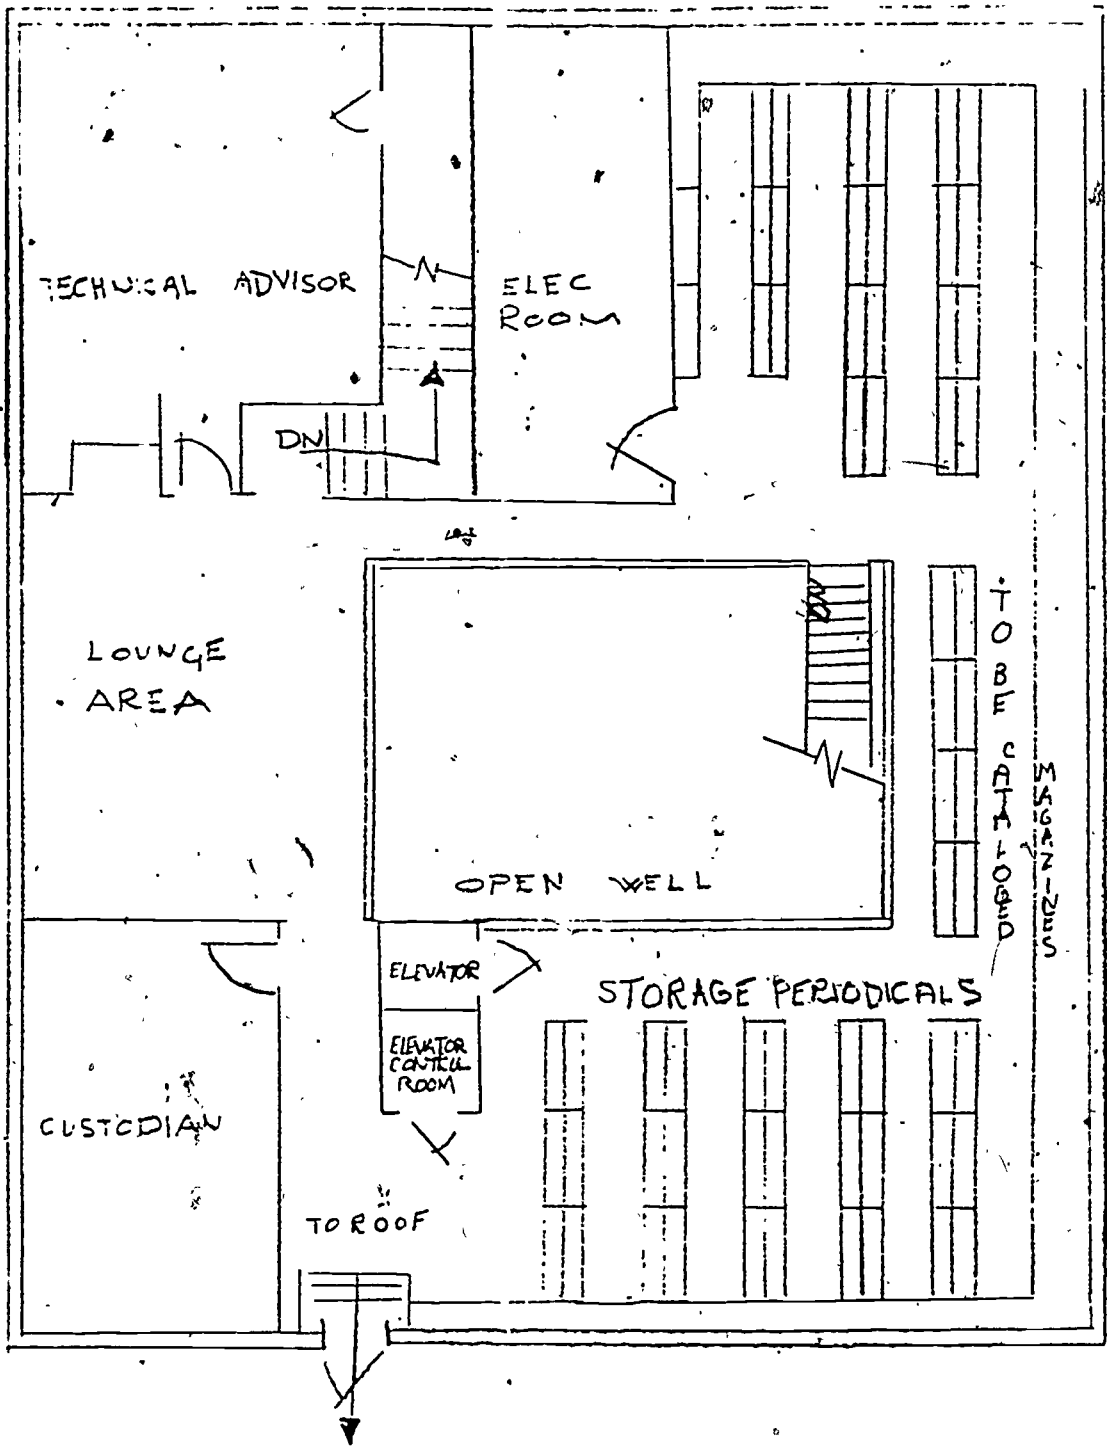 TECHNICAL ADVISOR
ELEC
ROOM
DN
LOUNGE
AREA
OPEN WELL
TO BE CATALOGED
MAGAZINES
ELEVATOR
STORAGE PERIODICALS
ELEVATOR
CONTROL
ROOM
CUSTODIAN
TO ROOF